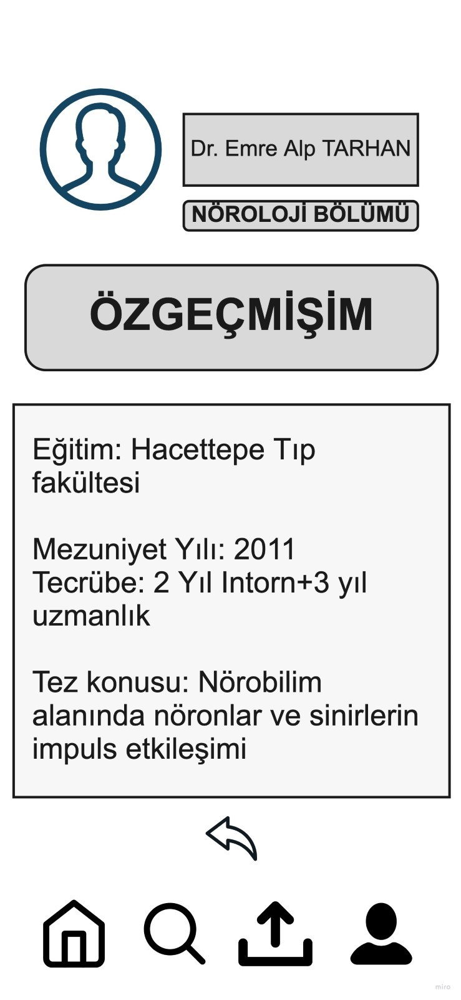 Dr. Emre Alp TARHAN
NÖROLOJİ BÖLÜMÜ
ÖZGEÇMİŞİM
Eğitim: Hacettepe Tıp
fakültesi
Mezuniyet Yılı: 2011
Tecrübe: 2 Yıl Intorn+3 yıl
uzmanlık
Tez konusu: Nörobilim
alanında nöronlar ve sinirlerin
impuls etkileşimi
miro